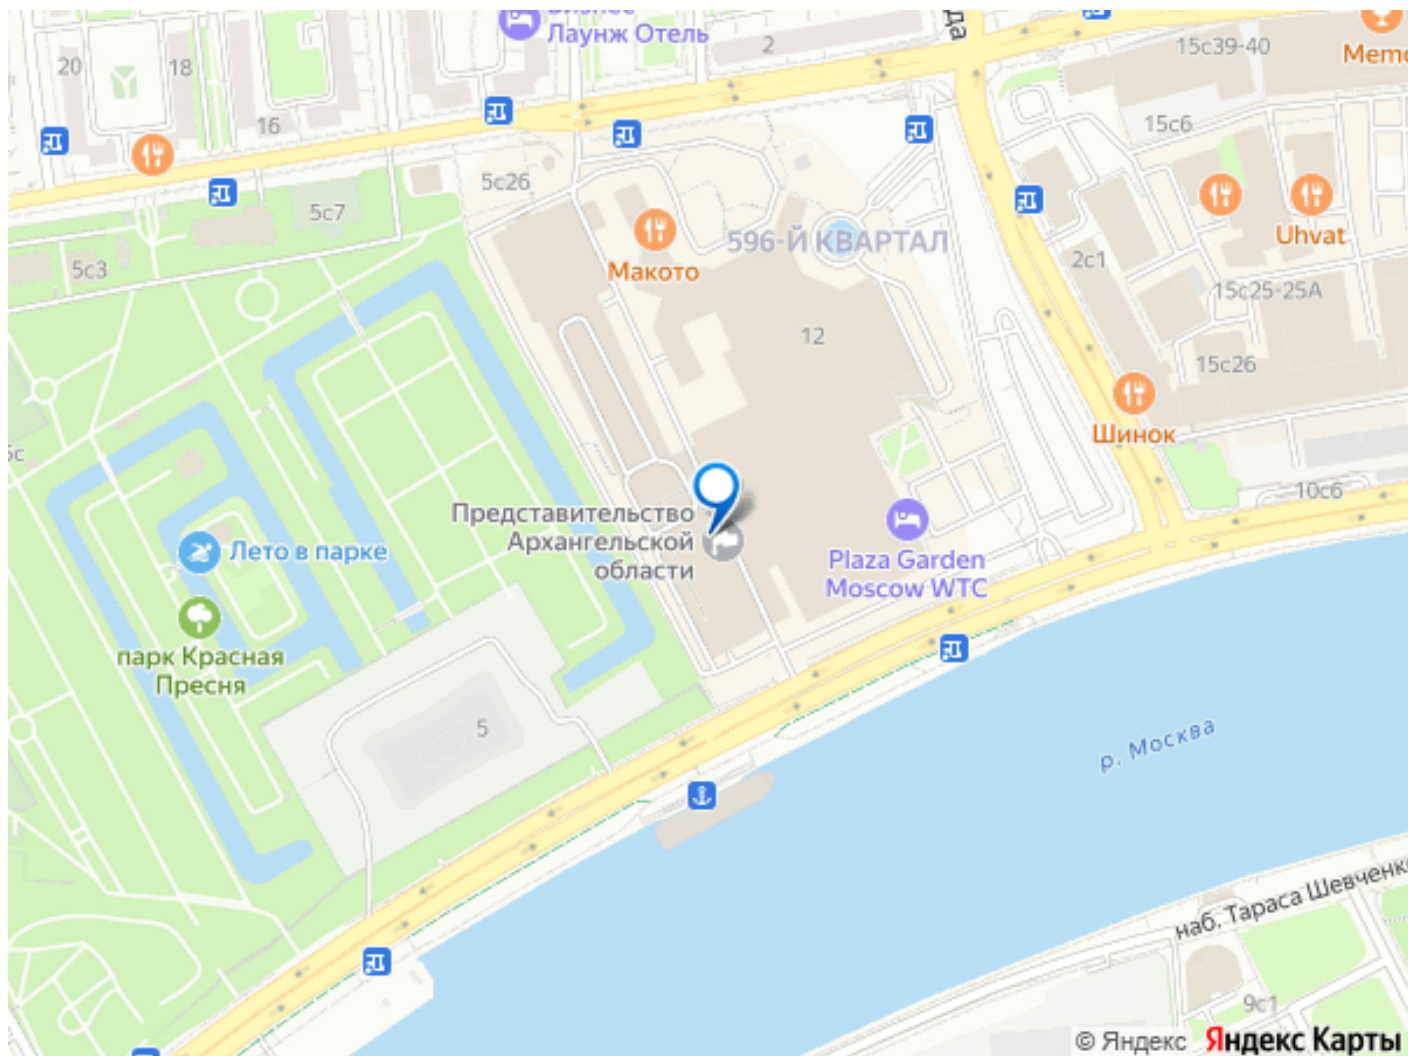 Лаунж Отель
да
2
15с39-40
20
18
Memo
16
15с6
5с26
5с7
596-Й КВАРТАЛ
Uhvat
Макото
5с3
2с1
15с25-25А
12
15с26
Шинок
5с
10с6
Представительство
Архангельской
области
Лето в парке
Plaza Garden
Moscow WTC
парк Красная
Пресня
5
р. Москва
наб. Тараса Шевченко
9с1
© Яндекс
Яндекс Карты